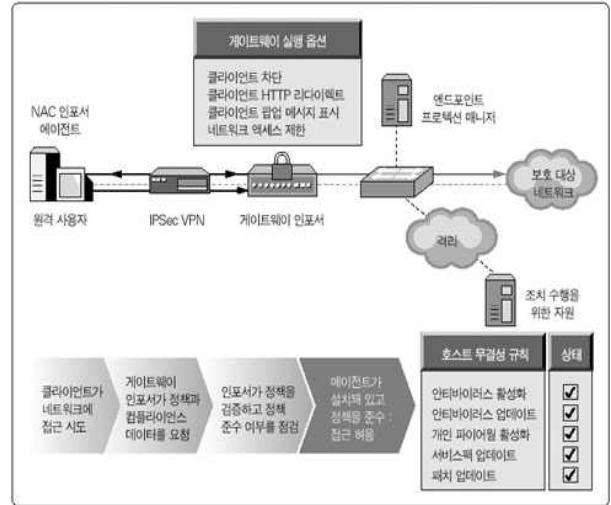 게이트웨이 실행 옵션
클라이언트 차단
클라이언트 HTTP 리다이렉트
클라이언트 팝업 메시지 표시
네트워크 액세스 제한
NAC 인포서
에이전트
엔드포인트
프로텍션 매니저
보호 대상
네트워크
원격 사용자
IPSec VPN
게이트웨이 인포서
격리
조치 수행을
위한 자원
클라이언트가
네트워크에
접근 시도
게이트웨이
인포서가 정책과
컴플라이언스
데이터를 요청
인포서가 정책을
검증하고 정책
준수 여부를 점검
에이전트가
설치돼 있고
정책을 준수 :
접근 허용
호스트 무결성 규칙
상태
안티바이러스 활성화
안티바이러스 업데이트
개인 파이어월 활성화
서비스팩 업데이트
패치 업데이트